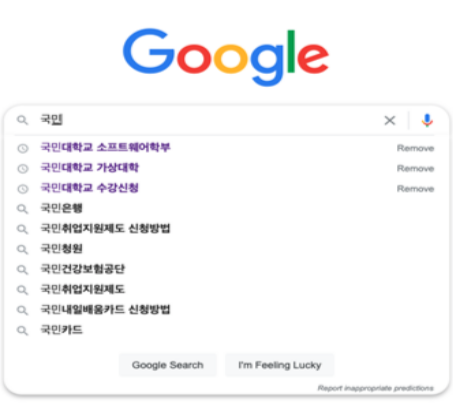 Google
국민
국민대학교 소프트웨어학부 Remove
국민대학교 가상대학 Remove
국민대학교 수강신청 Remove
국민은행
국민취업지원제도 신청방법
국민청원
국민건강보험공단
국민취업지원제도
국민내일배움카드 신청방법
국민카드
Google Search I'm Feeling Lucky
Report inappropriate predictions